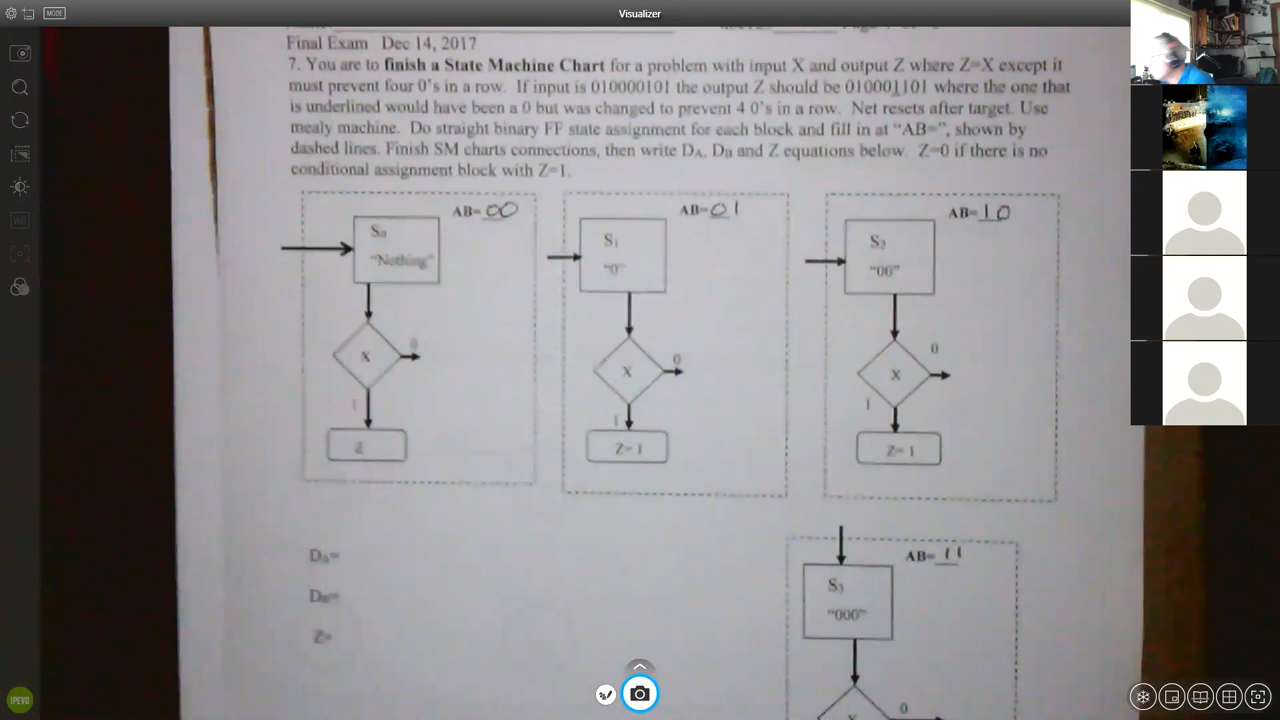 MODE
Visualizer
Final Exam Dec 14, 2017
7. You are to finish a State Machine Chart for a problem with input X and output Z where Z=X except it
must prevent four 0's in a row. If input is 010000101 the output Z should be 010001101 where the one that
is underlined would have been a 0 but was changed to prevent 4 0's in a row. Net resets after target. Use
mealy machine. Do straight binary FF state assignment for each block and fill in at "AB=", shown by
dashed lines. Finish SM charts connections, then write DA, DB and Z equations below. Z=0 if there is no
conditional assignment block with Z=1.
AB= 00
S0
"Nothing"
X
0
1
Z
AB= 01
S1
"0"
X
0
1
Z= 1
AB= 10
S2
"00"
X
0
1
Z= 1
DA=
DB=
Z=
AB= 11
S3
"000"
X
0
WB
IPEVO